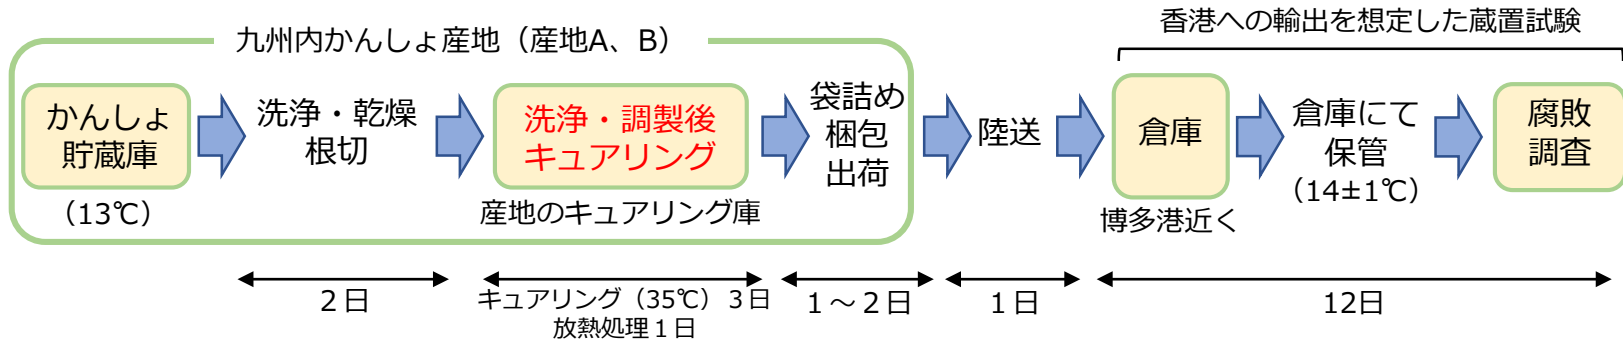 香港への輸出を想定した蔵置試験
九州内かんしょ産地（産地A、B）
かんしょ
貯蔵庫
（13℃）
洗浄・乾燥
根切
洗浄・調製後
キュアリング
産地のキュアリング庫
袋詰め
梱包
出荷
陸送
倉庫
博多港近く
倉庫にて
保管
（14±1℃）
腐敗
調査
２日
キュアリング（35℃）３日
放熱処理１日
１～２日
１日
12日